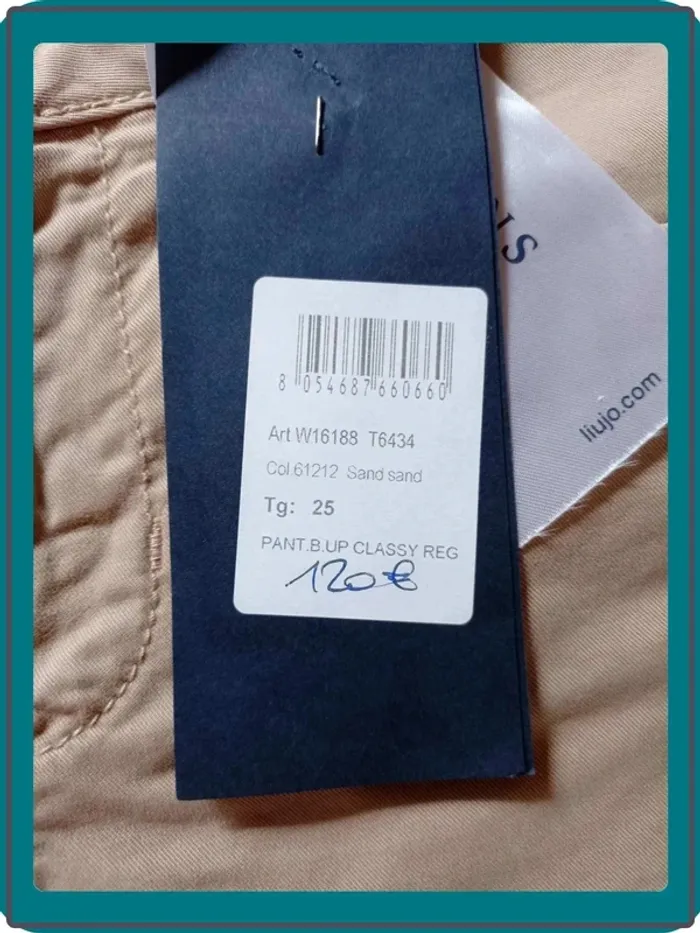 8 054687 660660
Art W16188 T6434
Col.61212 Sand sand
Tg: 25
PANT.B.UP CLASSY REG
120€
liujo.com